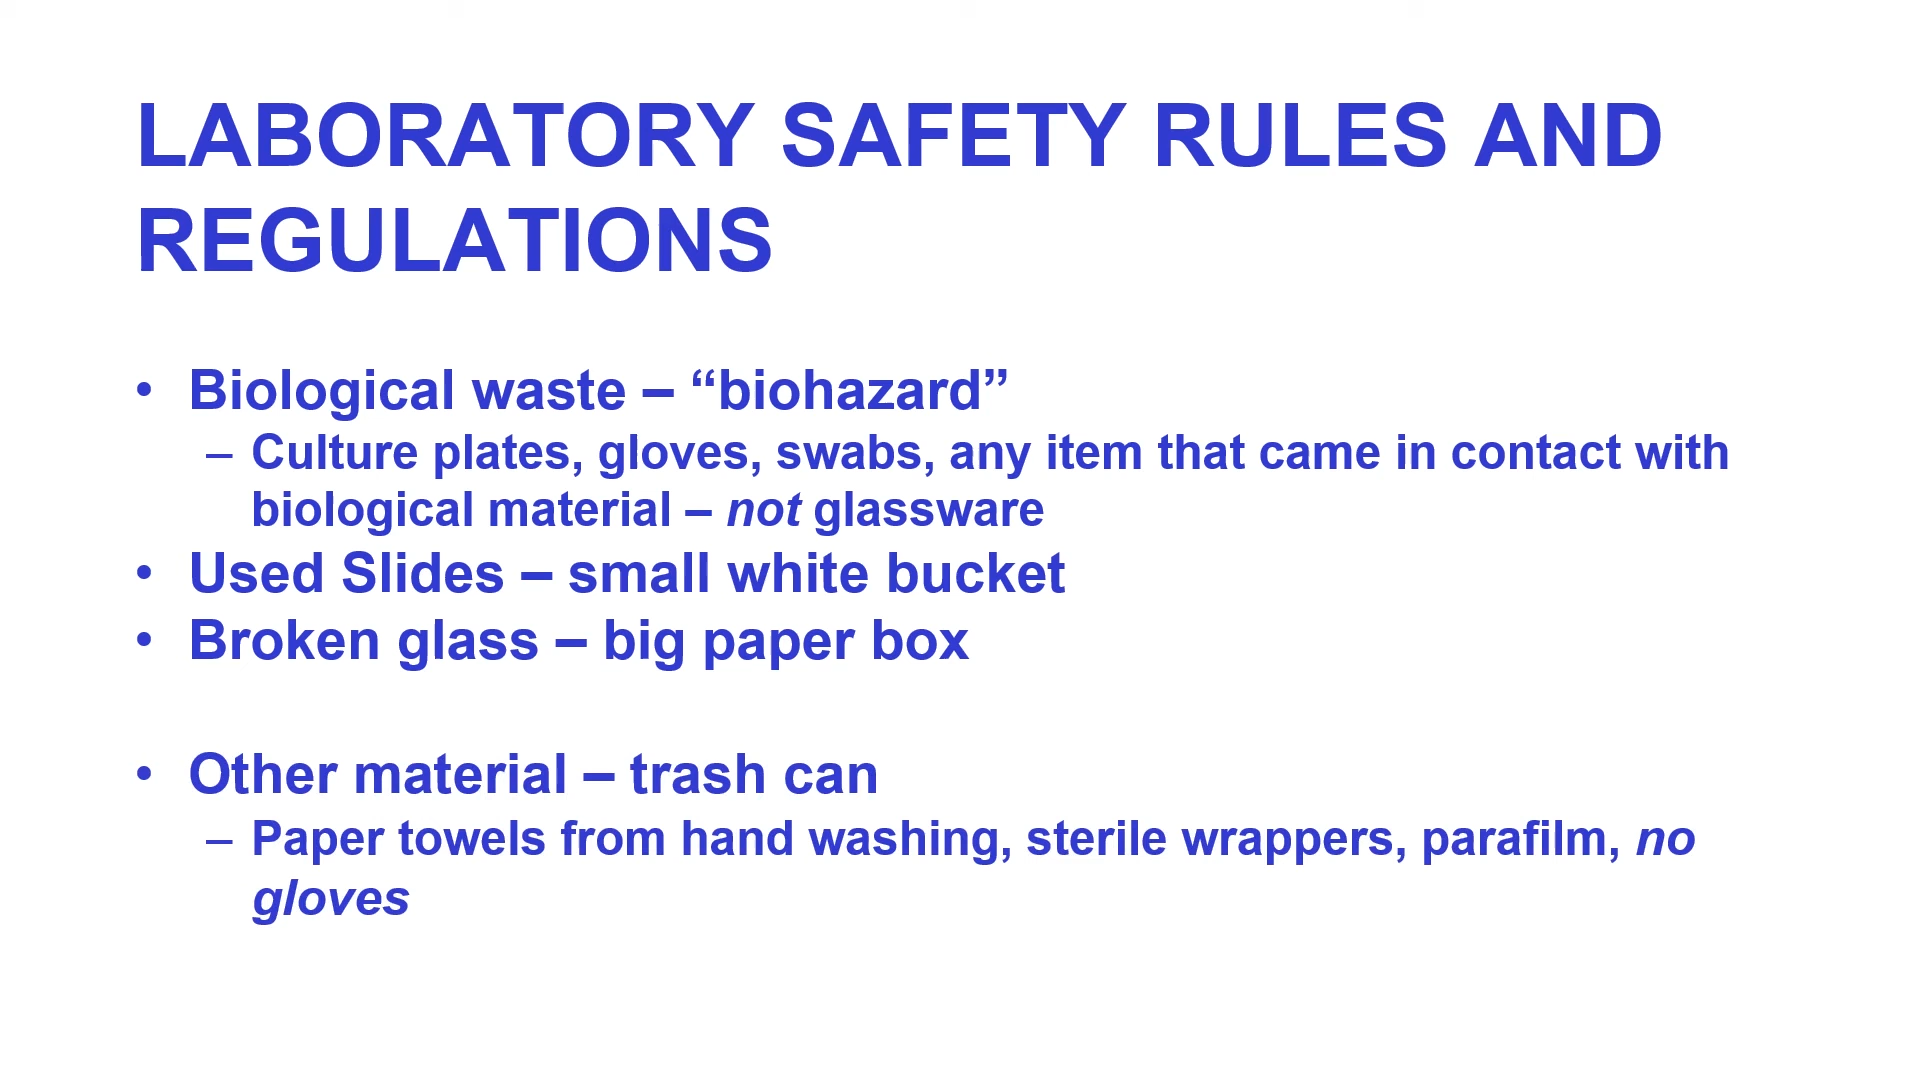 LABORATORY SAFETY RULES AND
REGULATIONS
• Biological waste – “biohazard”
– Culture plates, gloves, swabs, any item that came in contact with
biological material – not glassware
• Used Slides – small white bucket
• Broken glass – big paper box
• Other material – trash can
– Paper towels from hand washing, sterile wrappers, parafilm, no
gloves